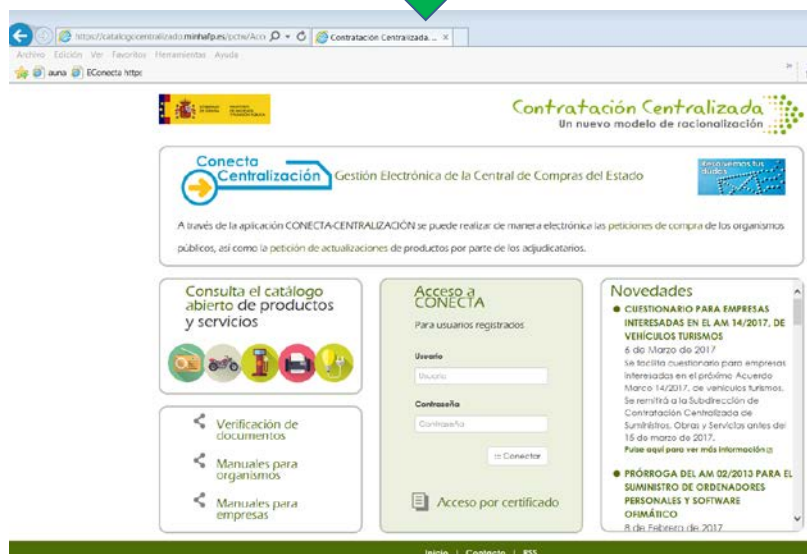 https://catalogocentralizado.minhafp.es/pctw/Acce
Contratación Centralizada. ...
Archivo Edición Ver Favoritos Herramientas Ayuda
auna EConecta https
Contratación Centralizada
Un nuevo modelo de racionalización
Conecta
Centralización
Gestión Electrónica de la Central de Compras del Estado
Resolvemos tus
dudas
A través de la aplicación CONECTA-CENTRALIZACIÓN se puede realizar de manera electrónica las peticiones de compra de los organismos
públicos, así como la petición de actualizaciones de productos por parte de los adjudicatarios.
Consulta el catálogo
abierto de productos
y servicios
Verificación de
documentos
Manuales para
organismos
Manuales para
empresas
Acceso a
CONECTA
Para usuarios registrados
Usuario
Usuario
Contraseña
Contraseña
:: Conectar
Acceso por certificado
Novedades
CUESTIONARIO PARA EMPRESAS
INTERESADAS EN EL AM 14/2017, DE
VEHÍCULOS TURISMOS
6 de Marzo de 2017
Se facilita cuestionario para empresas
interesadas en el próximo Acuerdo
Marco 14/2017, de vehículos turismos.
Se remitirá a la Subdirección de
Contratación Centralizada de
Suministros, Obras y Servicios antes del
15 de marzo de 2017.
Pulse aquí para ver más información
PRÓRROGA DEL AM 02/2013 PARA EL
SUMINISTRO DE ORDENADORES
PERSONALES Y SOFTWARE
OFIMÁTICO
8 de Febrero de 2017
Inicio | Contacto | RSS